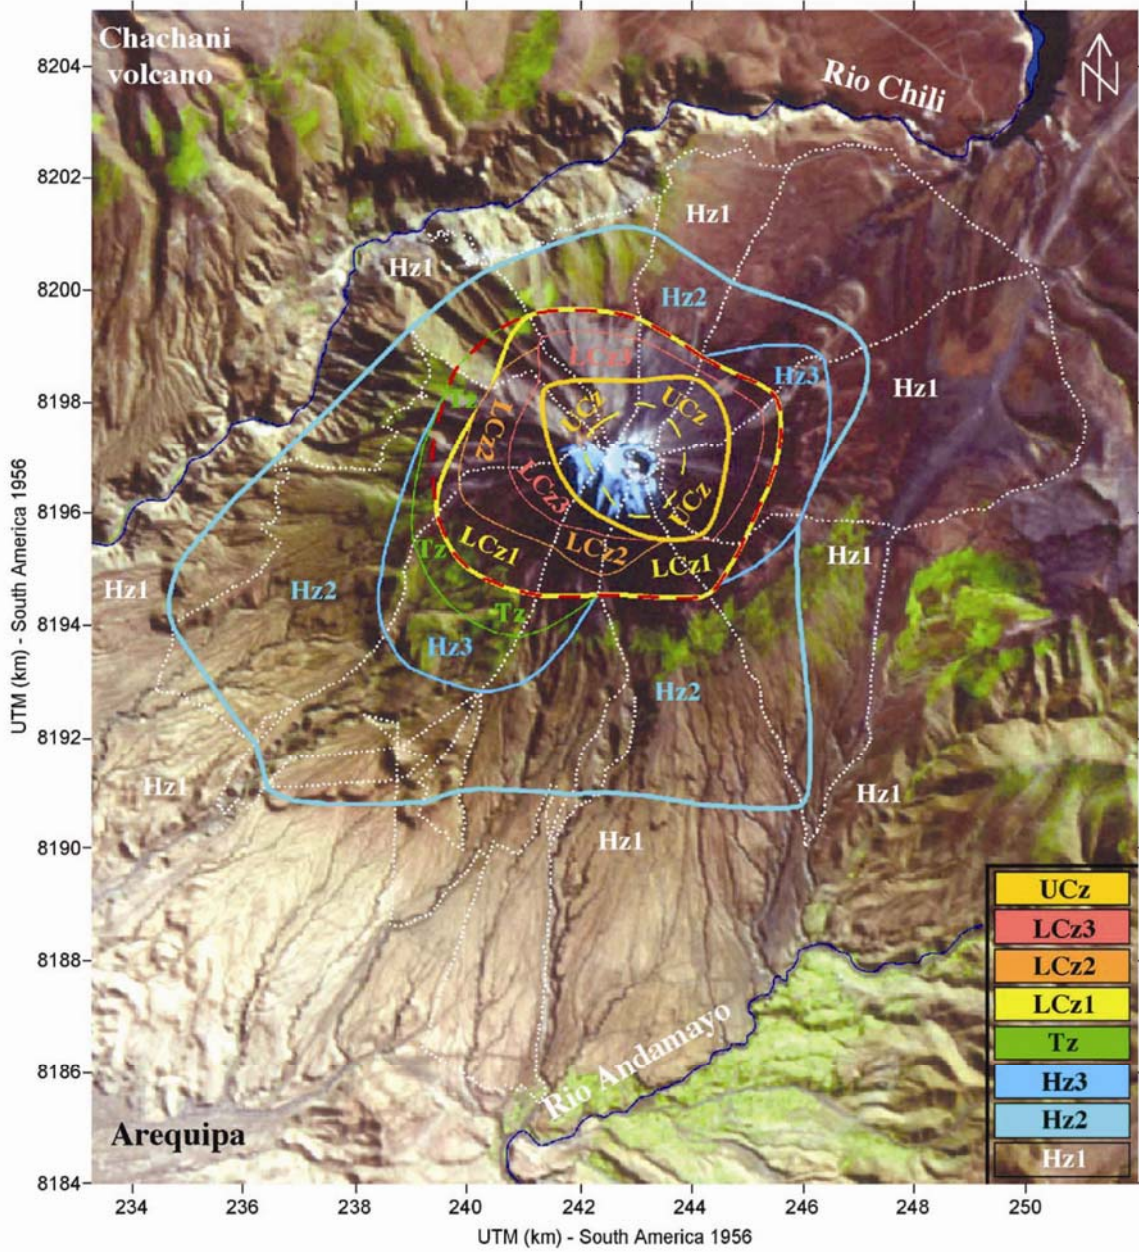 Chachani
volcano
Rio Chili
N
8204
8202
8200
8198
8196
8194
8192
8190
8188
8186
8184
UTM (km) - South America 1956
Hz1
Hz1
Hz2
LCz3
Hz3
Hz1
Tz
UCz
UCz
LCz2
LCz3
UCz
Tz
LCz1
LCz2
LCz1
Hz1
Hz1
Hz2
Tz
Hz3
Hz2
Hz1
Hz1
Hz1
Rio Andamayo
Arequipa
UCz
LCz3
LCz2
LCz1
Tz
Hz3
Hz2
Hz1
234 236 238 240 242 244 246 248 250
UTM (km) - South America 1956